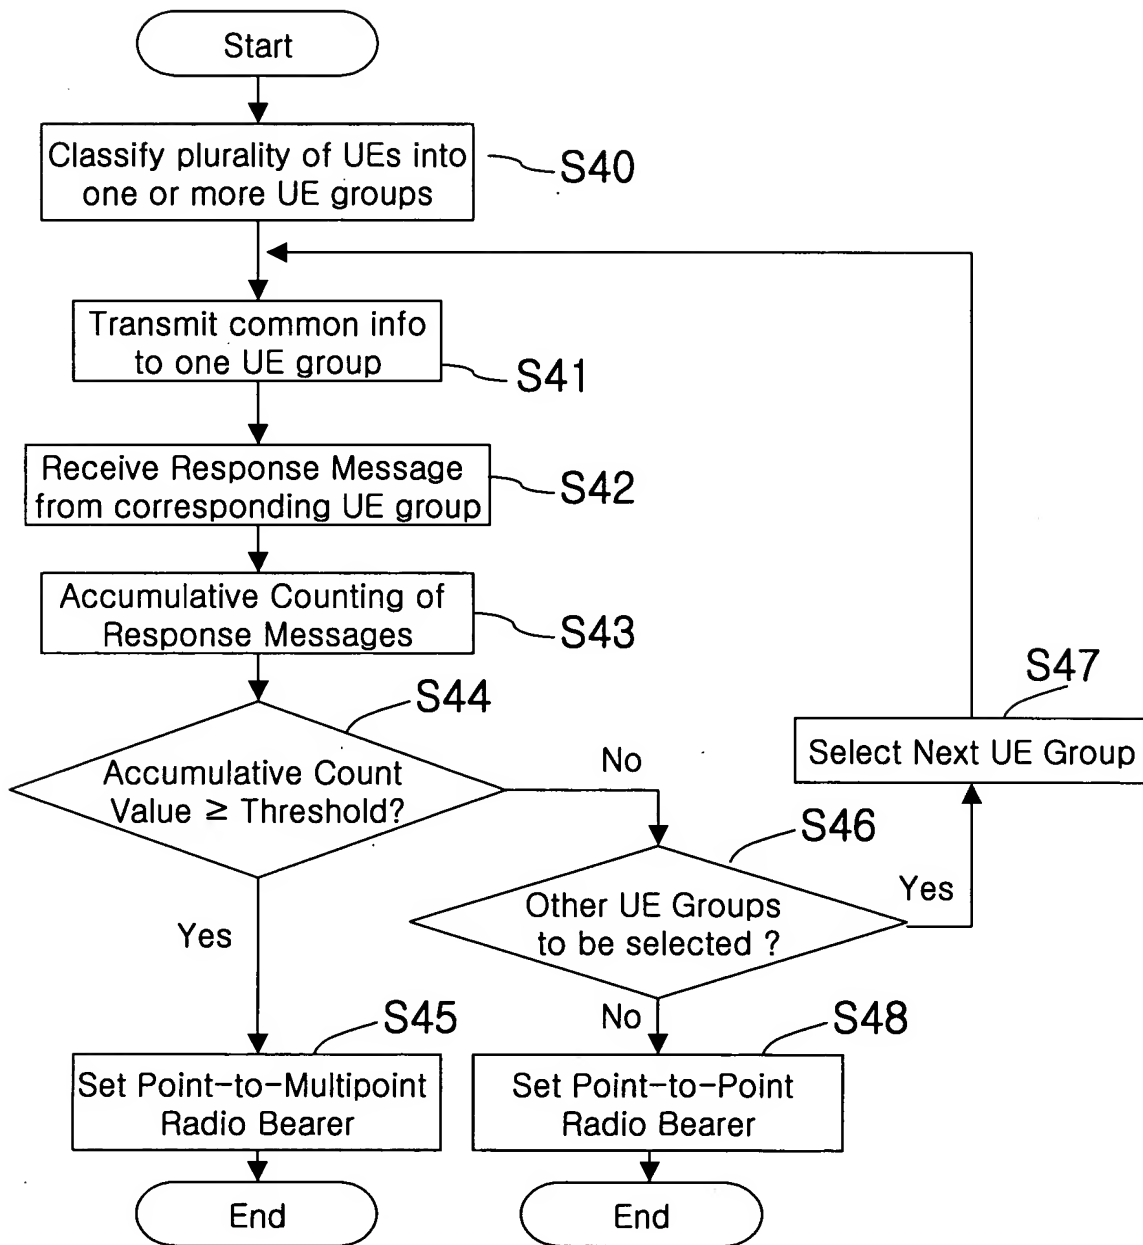 Start
Classify plurality of UEs into
one or more UE groups
S40
Transmit common info
to one UE group
S41
Receive Response Message
from corresponding UE group
S42
Accumulative Counting of
Response Messages
S43
S44
Accumulative Count
Value ≥ Threshold?
No
S47
Select Next UE Group
S46
Other UE Groups
to be selected ?
Yes
Yes
No
S45
Set Point-to-Multipoint
Radio Bearer
S48
Set Point-to-Point
Radio Bearer
End
End